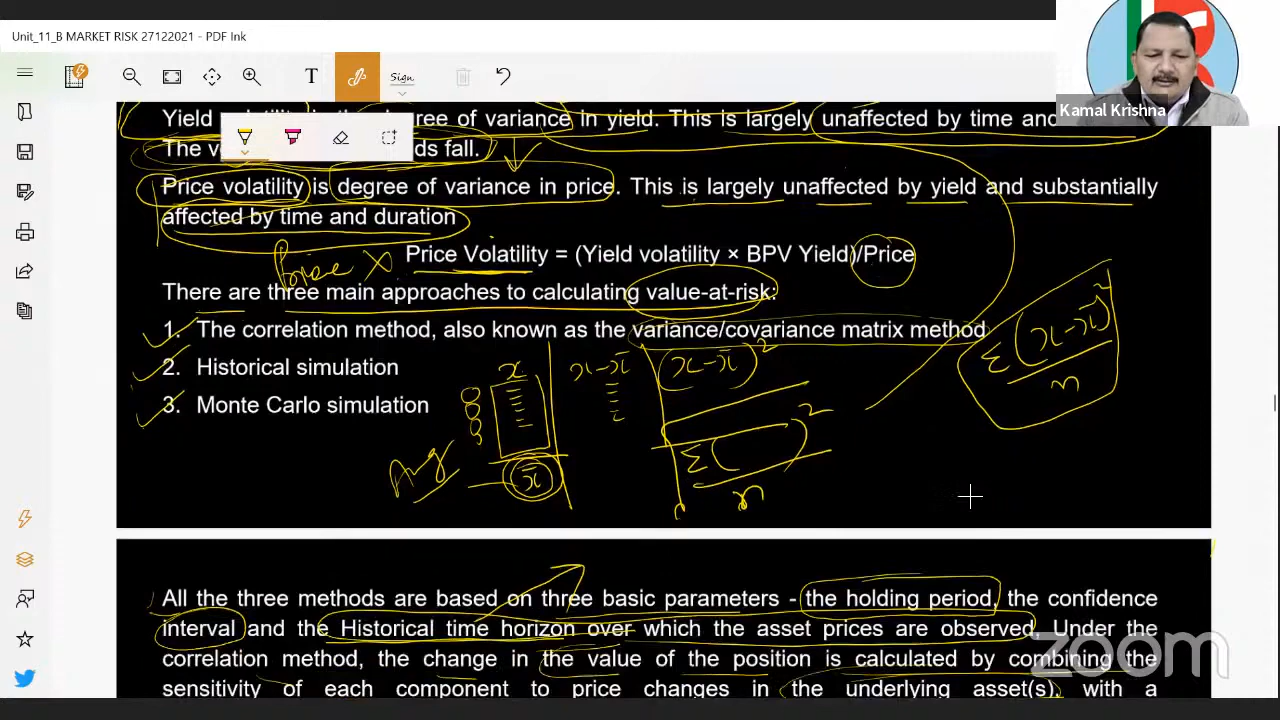 Unit_11_B MARKET RISK 27122021 - PDF Ink
T
Sign
Kamal Krishna
Yield gree of variance in yield. This is largely unaffected by time and
The v ds fall.
Price volatility is degree of variance in price. This is largely unaffected by yield and substantially
affected by time and duration
Price × Price Volatility = (Yield volatility × BPV Yield)/Price
There are three main approaches to calculating value-at-risk:
1. The correlation method, also known as the variance/covariance matrix method
2. Historical simulation
3. Monte Carlo simulation
x
x-x̄
(x-x̄)²
Σ(x-x̄)²
n
Avg
x̄
Σ( )²
n
All the three methods are based on three basic parameters - the holding period, the confidence
interval and the Historical time horizon over which the asset prices are observed. Under the
correlation method, the change in the value of the position is calculated by combining the
sensitivity of each component to price changes in the underlying asset(s), with a
zoom